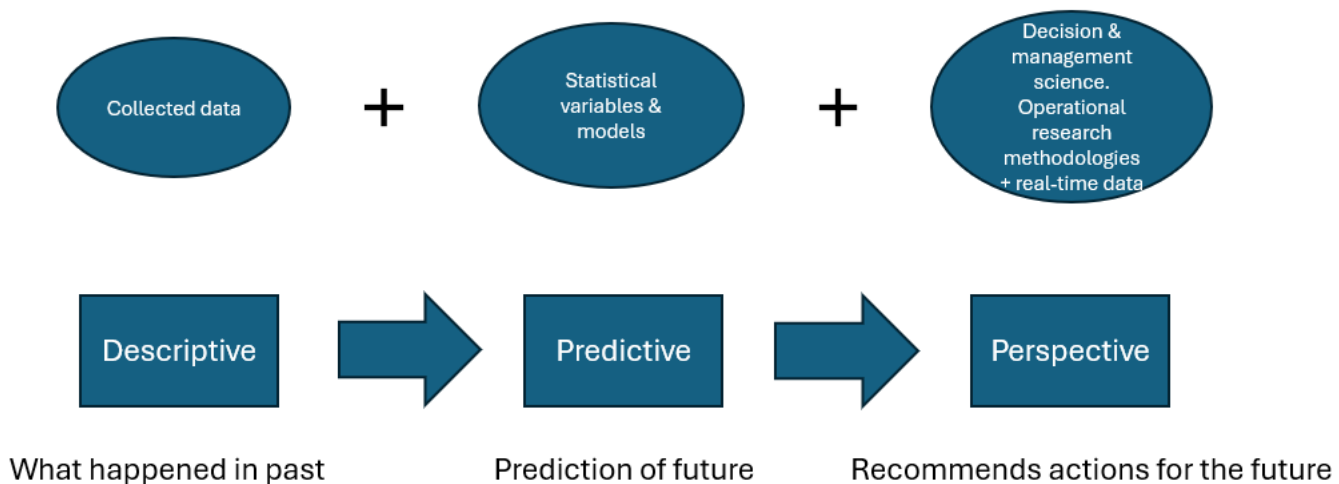 Collected data
+
Statistical
variables &
models
+
Decision &
management
science.
Operational
research
methodologies
+ real-time data
Descriptive
Predictive
Perspective
What happened in past
Prediction of future
Recommends actions for the future